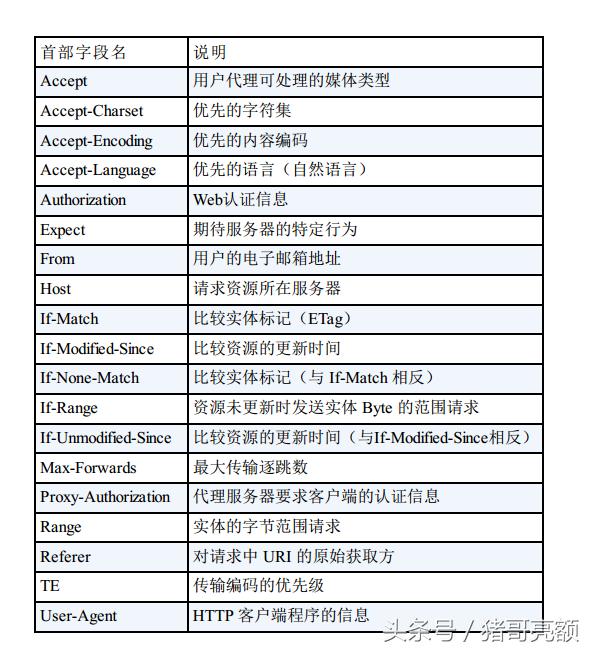 首部字段名 说明
Accept 用户代理可处理的媒体类型
Accept-Charset 优先的字符集
Accept-Encoding 优先的内容编码
Accept-Language 优先的语言（自然语言）
Authorization Web认证信息
Expect 期待服务器的特定行为
From 用户的电子邮箱地址
Host 请求资源所在服务器
If-Match 比较实体标记（ETag）
If-Modified-Since 比较资源的更新时间
If-None-Match 比较实体标记（与 If-Match 相反）
If-Range 资源未更新时发送实体 Byte 的范围请求
If-Unmodified-Since 比较资源的更新时间（与If-Modified-Since相反）
Max-Forwards 最大传输逐跳数
Proxy-Authorization 代理服务器要求客户端的认证信息
Range 实体的字节范围请求
Referer 对请求中 URI 的原始获取方
TE 传输编码的优先级
User-Agent HTTP 客户端程序的信息
头条号 / 猪哥亮额